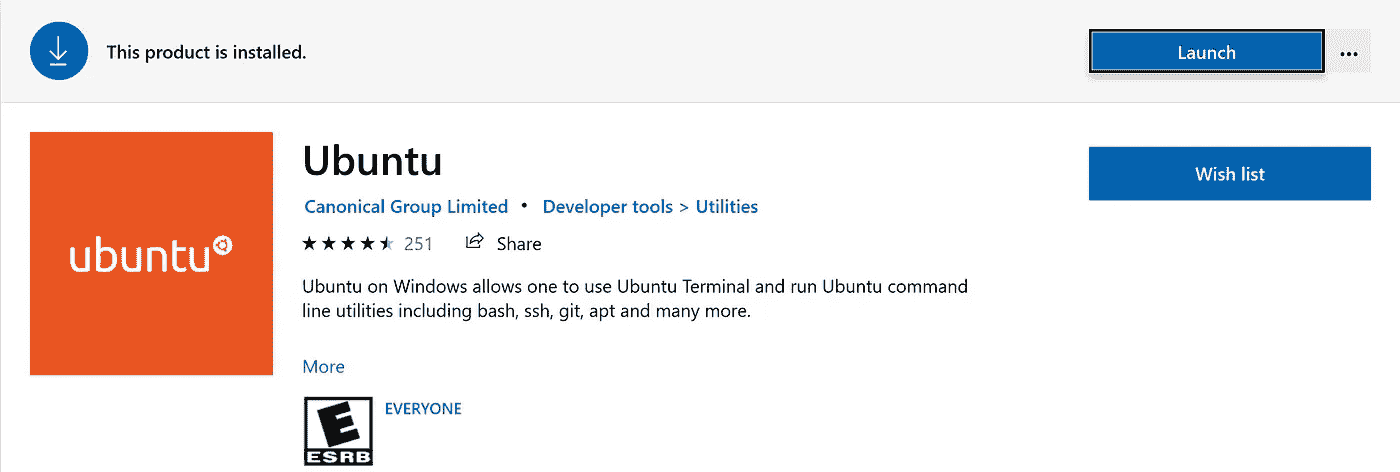 This product is installed.
Launch
...
ubuntu
Ubuntu
Canonical Group Limited • Developer tools > Utilities
251 Share
Ubuntu on Windows allows one to use Ubuntu Terminal and run Ubuntu command
line utilities including bash, ssh, git, apt and many more.
More
E
ESRB
EVERYONE
Wish list